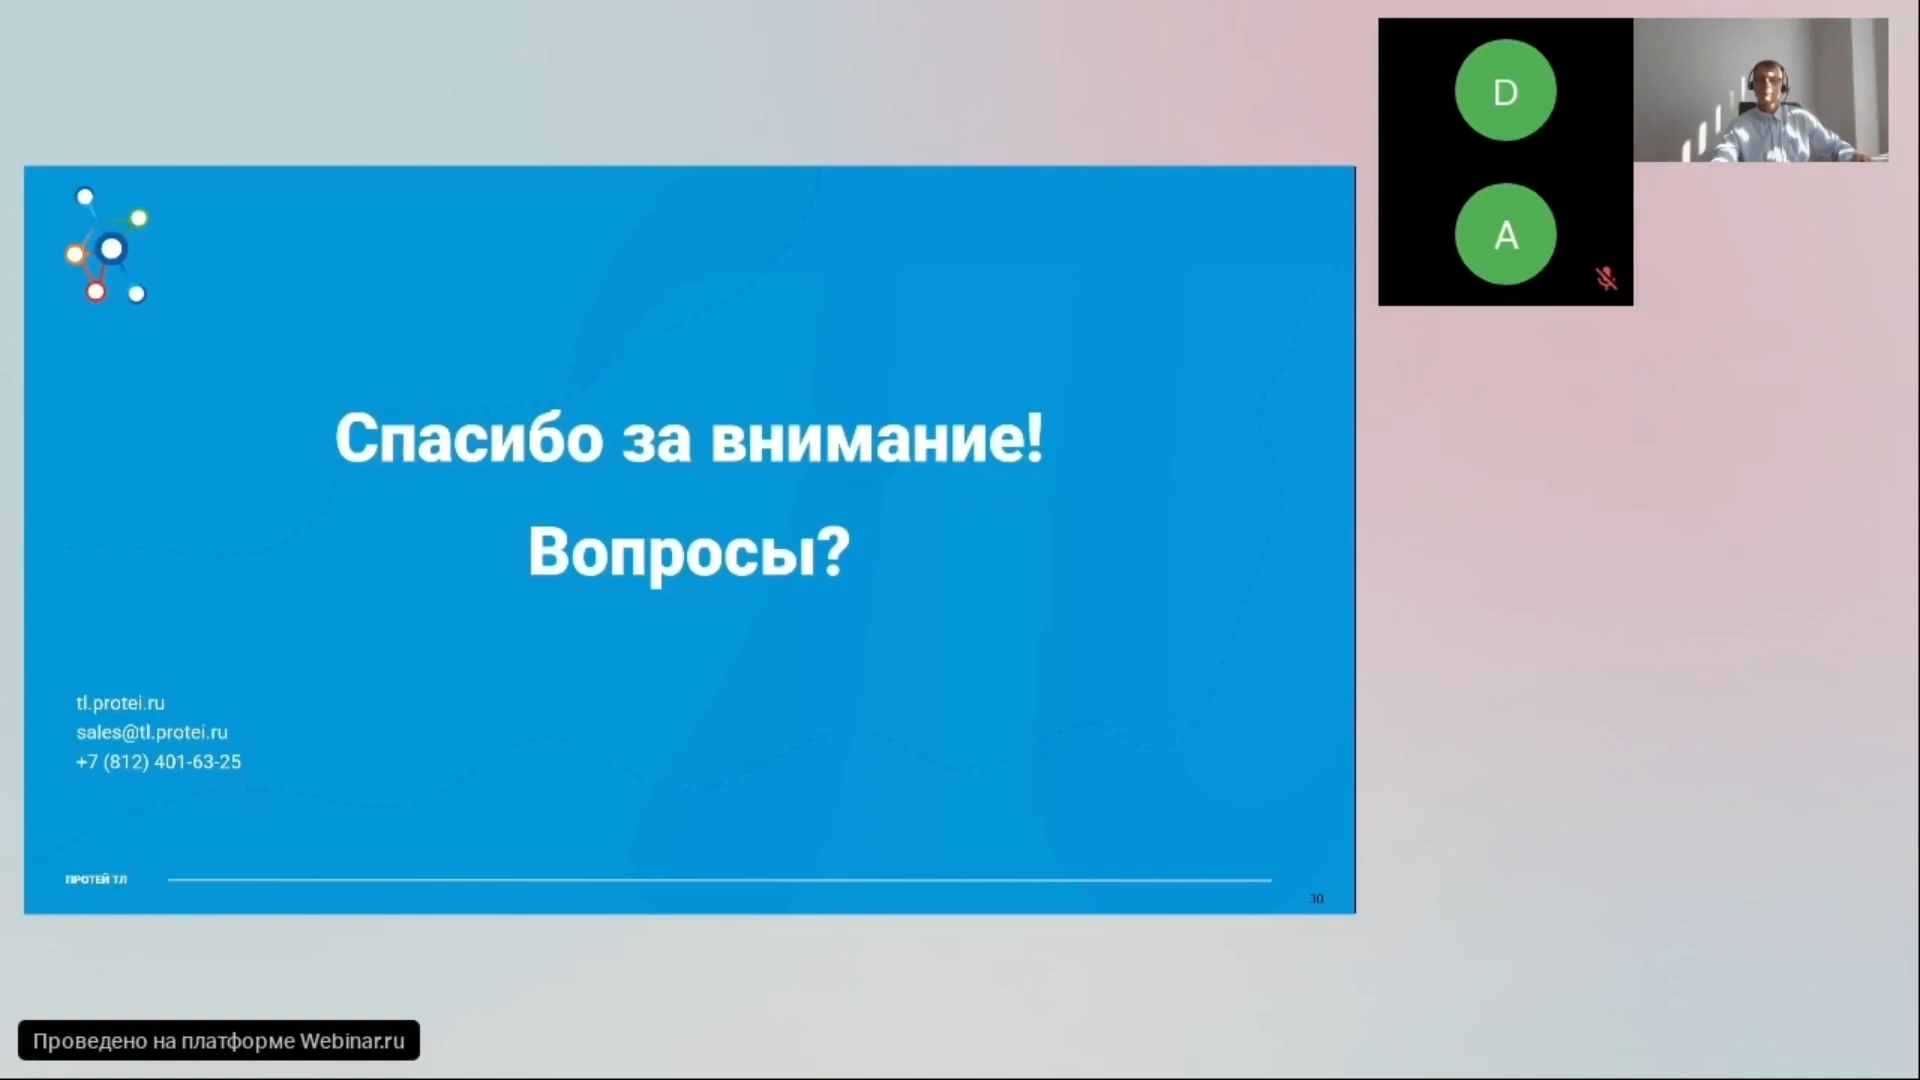 D
A
Спасибо за внимание!
Вопросы?
tl.protei.ru
sales@tl.protei.ru
+7 (812) 401-63-25
ПРОТЕЙ ТЛ
30
Проведено на платформе Webinar.ru